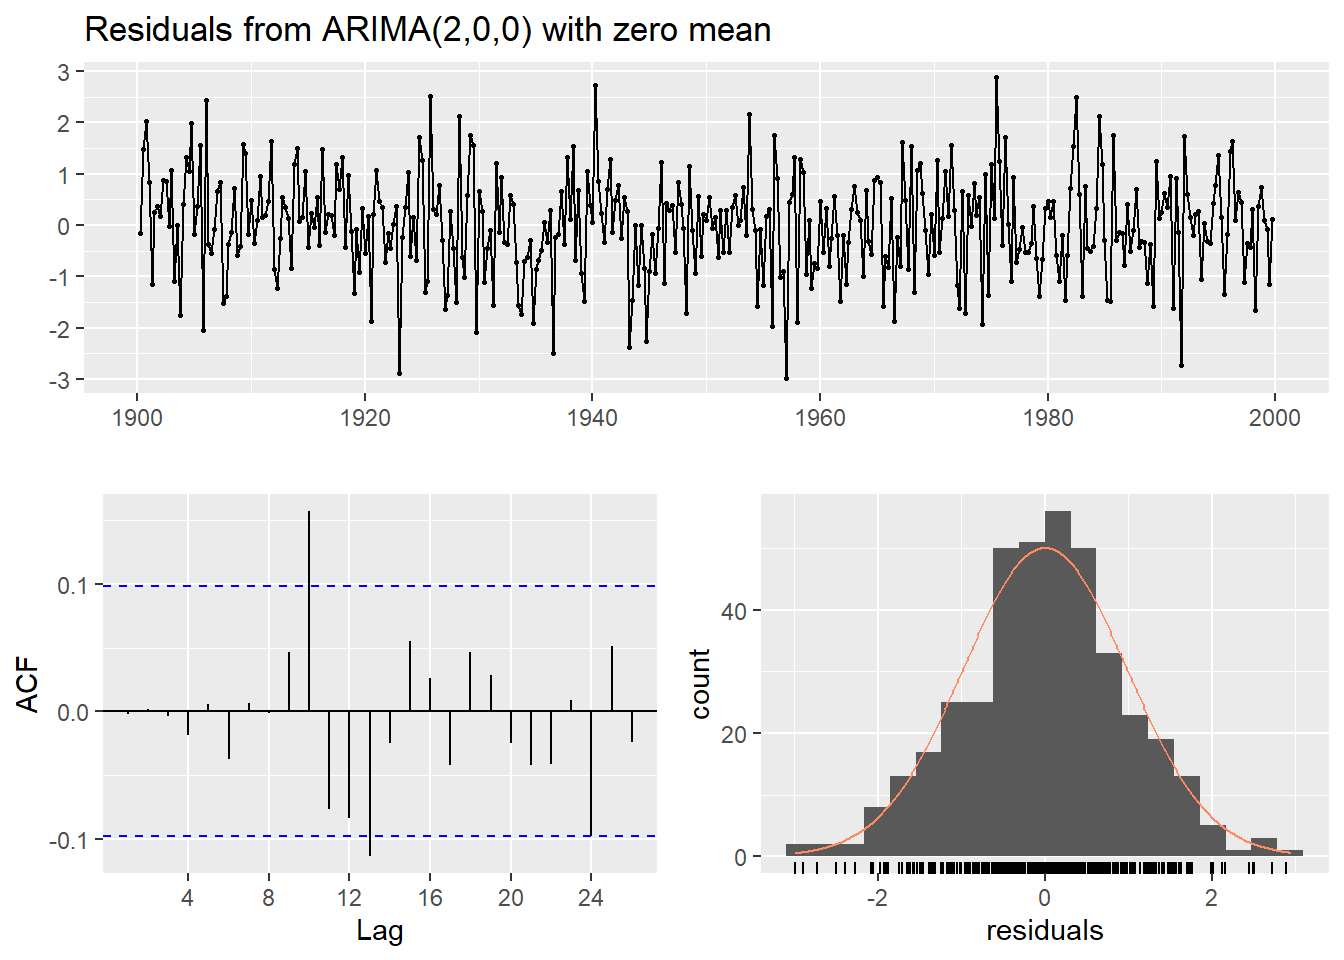 Residuals from ARIMA(2,0,0) with zero mean
3
2
1
0
-1
-2
-3
1900 1920 1940 1960 1980 2000
ACF
0.1
0.0
-0.1
4 8 12 16 20 24
Lag
count
40
20
0
-2 0 2
residuals